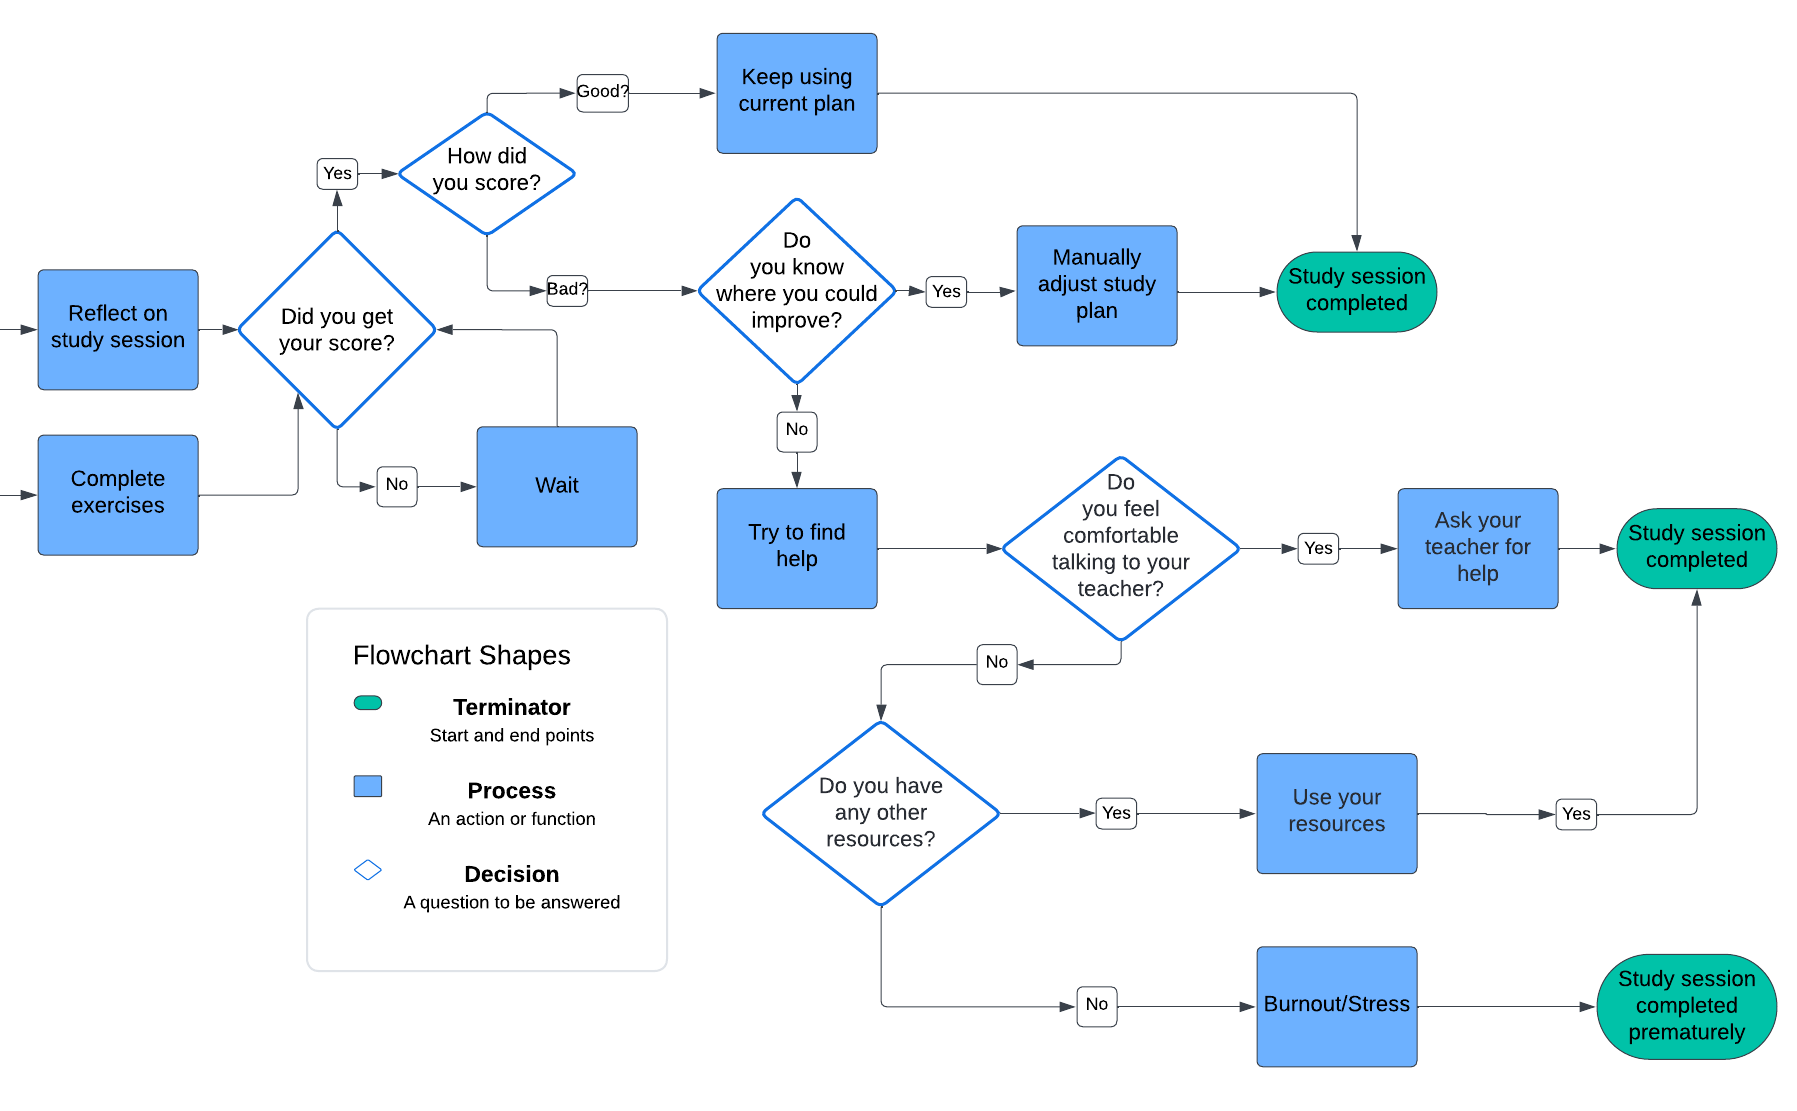 Keep using
current plan
Good?
How did
you score?
Yes
Do
you know
where you could
improve?
Bad?
Yes
Manually
adjust study
plan
Study session
completed
Reflect on
study session
Did you get
your score?
Complete
exercises
No
Wait
No
Try to find
help
Do
you feel
comfortable
talking to your
teacher?
Yes
Ask your
teacher for
help
Study session
completed
No
Flowchart Shapes
Terminator
Start and end points
Process
An action or function
Decision
A question to be answered
Do you have
any other
resources?
Yes
Use your
resources
Yes
No
Burnout/Stress
Study session
completed
prematurely